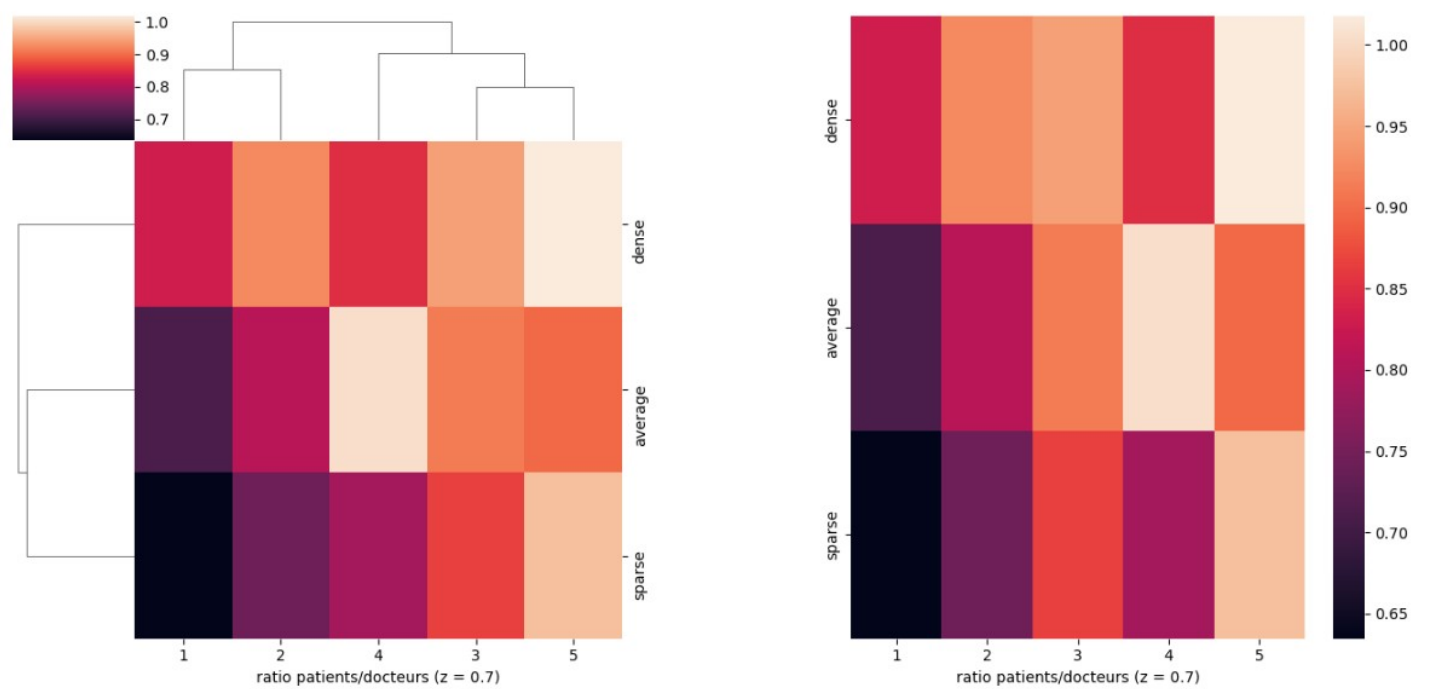 1.0
0.9
0.8
0.7
dense
average
sparse
1 2 4 3 5
ratio patients/docteurs (z = 0.7)
dense
average
sparse
1 2 3 4 5
ratio patients/docteurs (z = 0.7)
1.00
0.95
0.90
0.85
0.80
0.75
0.70
0.65